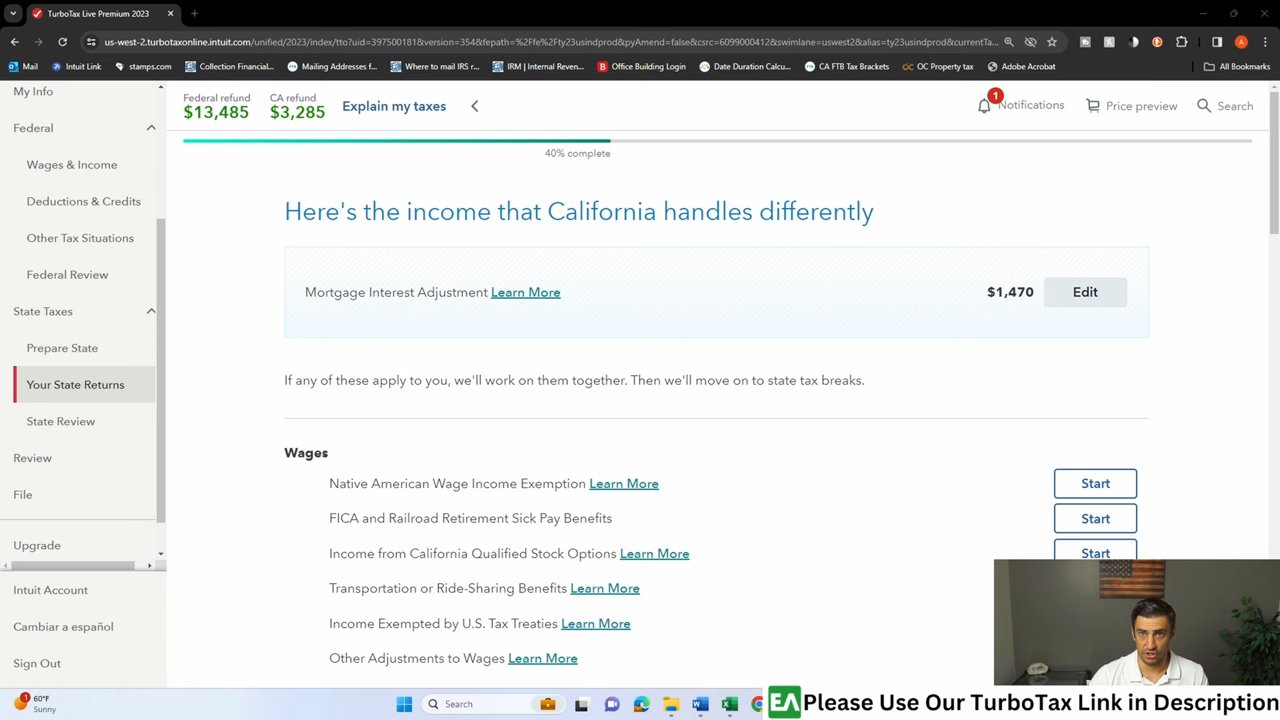 TurboTax Live Premium 2023
us-west-2.turbotaxonline.intuit.com/unified/2023/index/tto?uid=397500181&version=354&fepath=%2Ffe%2Fty23usindprod&pyAmend=false&csrc=6099000412&swimlane=uswest2&alias=ty23usindprod&currentTa...
Mail
Intuit Link
stamps.com
Collection Financial...
Mailing Addresses f...
Where to mail IRS r...
IRM | Internal Reven...
Office Building Login
Date Duration Calcu...
CA FTB Tax Brackets
OC Property tax
Adobe Acrobat
All Bookmarks
My Info
Federal
Wages & Income
Deductions & Credits
Other Tax Situations
Federal Review
State Taxes
Prepare State
Your State Returns
State Review
Review
File
Upgrade
Intuit Account
Cambiar a español
Sign Out
Federal refund
$13,485
CA refund
$3,285
Explain my taxes
1
Notifications
Price preview
Search
40% complete
Here's the income that California handles differently
Mortgage Interest Adjustment Learn More
$1,470
Edit
If any of these apply to you, we'll work on them together. Then we'll move on to state tax breaks.
Wages
Native American Wage Income Exemption Learn More
Start
FICA and Railroad Retirement Sick Pay Benefits
Start
Income from California Qualified Stock Options Learn More
Start
Transportation or Ride-Sharing Benefits Learn More
Income Exempted by U.S. Tax Treaties Learn More
Other Adjustments to Wages Learn More
1
60°F
Sunny
Search
EA
Please Use Our TurboTax Link in Description